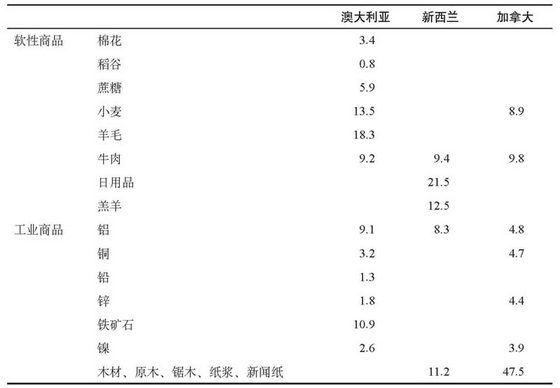 澳大利亚 新西兰 加拿大
软性商品 棉花 3.4
稻谷 0.8
蔗糖 5.9
小麦 13.5 8.9
羊毛 18.3
牛肉 9.2 9.4 9.8
日用品 21.5
羔羊 12.5
工业商品 铝 9.1 8.3 4.8
铜 3.2 4.7
铅 1.3
锌 1.8 4.4
铁矿石 10.9
镍 2.6 3.9
木材、原木、锯木、纸浆、新闻纸 11.2 47.5